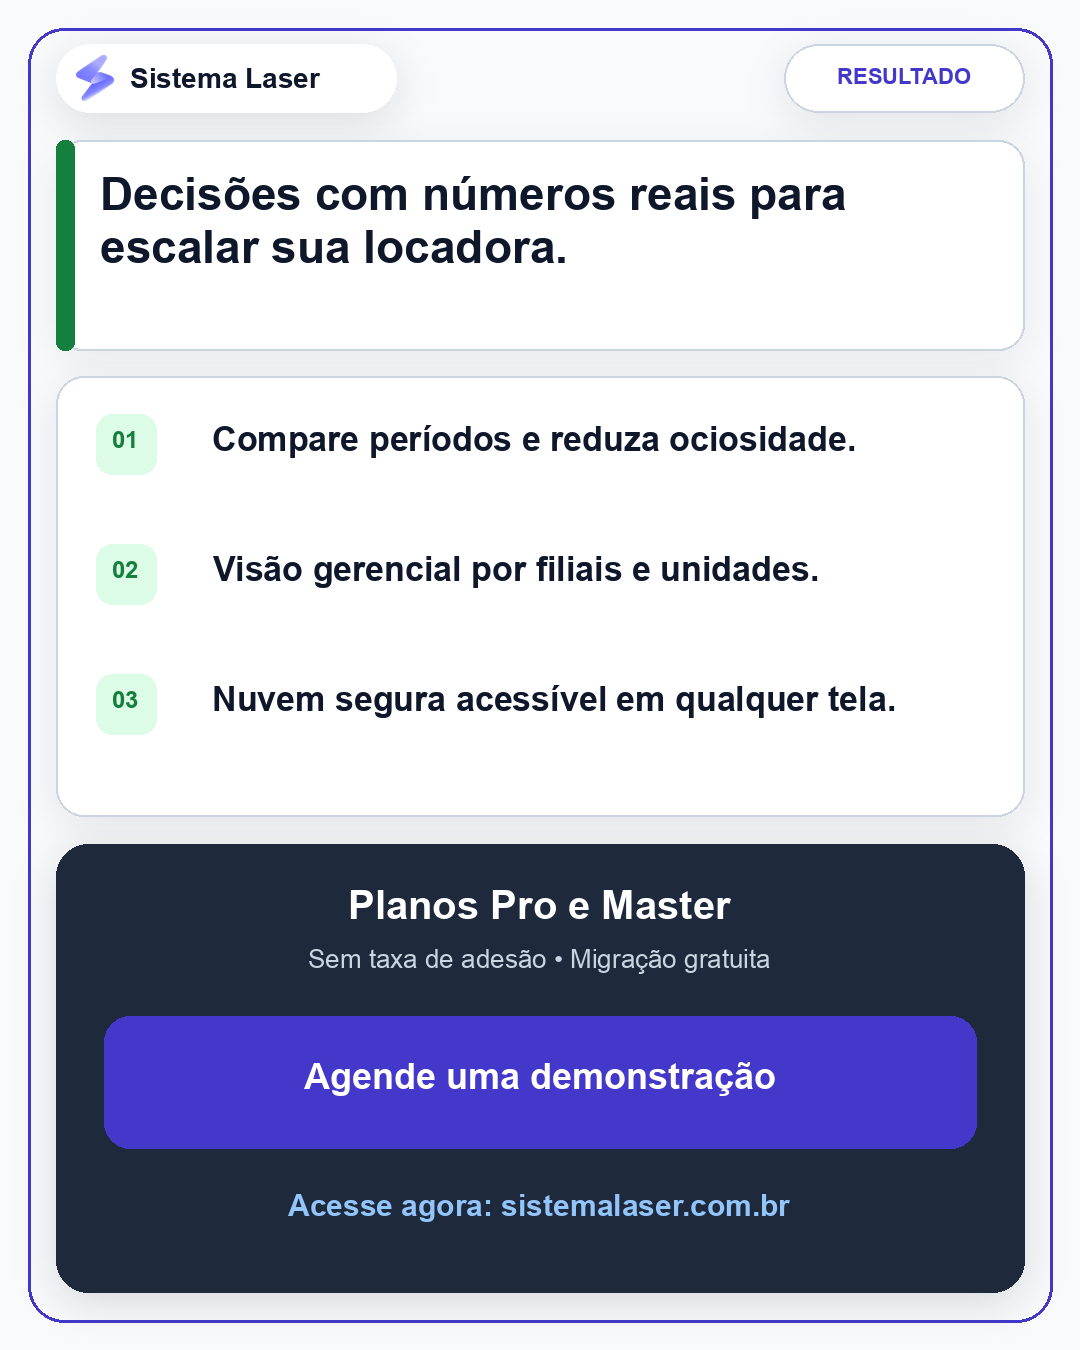 Sistema Laser
RESULTADO
Decisões com números reais para
escalar sua locadora.
01
Compare períodos e reduza ociosidade.
02
Visão gerencial por filiais e unidades.
03
Nuvem segura acessível em qualquer tela.
Planos Pro e Master
Sem taxa de adesão • Migração gratuita
Agende uma demonstração
Acesse agora: sistemalaser.com.br